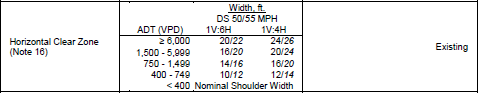 Width, ft.
DS 50/55 MPH
ADT (VPD) 1V:6H 1V:4H
≥ 6,000 20/22 24/26
Horizontal Clear Zone 1,500 - 5,999 16/20 20/24 Existing
(Note 16) 750 - 1,499 14/16 16/20
400 - 749 10/12 12/14
< 400 Nominal Shoulder Width